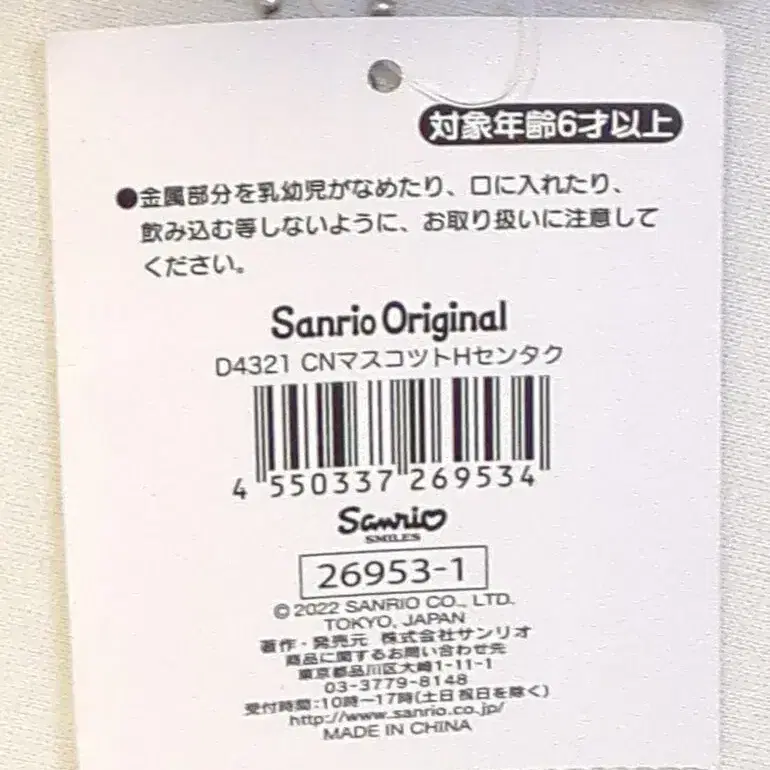 対象年齢6才以上
●金属部分を乳幼児がなめたり、口に入れたり、
飲み込む等しないように、お取り扱いに注意して
ください。
Sanrio Original
D4321 CNマスコットHセンタク
4 550337 269534
Sanrio
SMILES
26953-1
©2022 SANRIO CO., LTD.
TOKYO, JAPAN
著作・発売元 株式会社サンリオ
商品に関するお問い合わせ先
東京都品川区大崎1-11-1
03-3779-8148
受付時間:10時~17時(土日祝日を除く)
http://www.sanrio.co.jp/
MADE IN CHINA